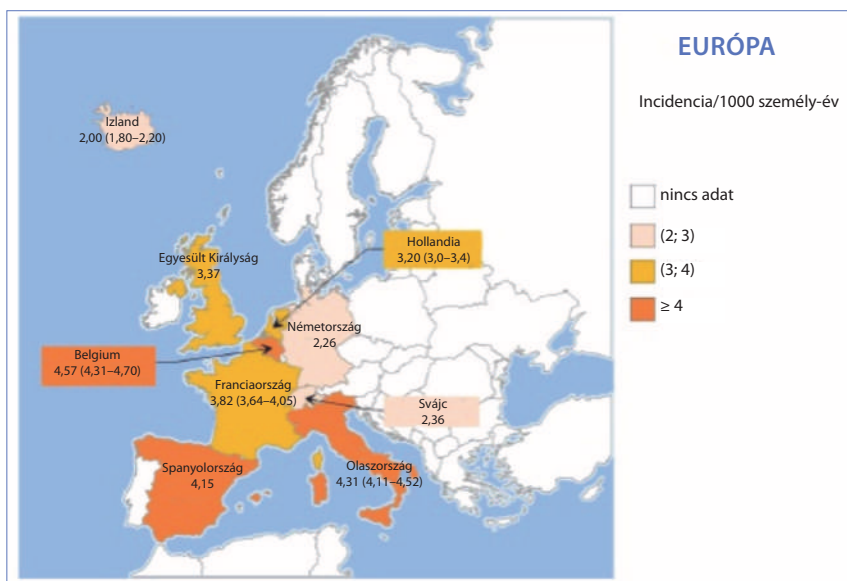 EURÓPA
Incidencia/1000 személy-év
nincs adat
(2; 3)
(3; 4)
≥ 4
Izland
2,00 (1,80–2,20)
Egyesült Királyság
3,37
Hollandia
3,20 (3,0–3,4)
Németország
2,26
Belgium
4,57 (4,31–4,70)
Franciaország
3,82 (3,64–4,05)
Svájc
2,36
Spanyolország
4,15
Olaszország
4,31 (4,11–4,52)